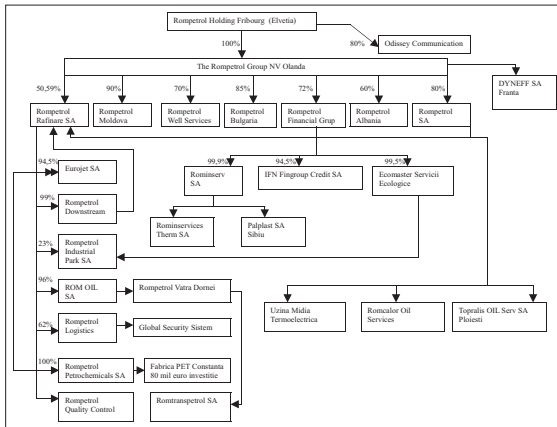 Rompetrol Holding Fribourg (Elvetia)
100%
80%
Odissey Communication
The Rompetrol Group NV Olanda
50,59%
90%
70%
85%
72%
60%
80%
DYNEFF SA
Franta
Rompetrol
Rafinare SA
Rompetrol
Moldova
Rompetrol
Well Services
Rompetrol
Bulgaria
Rompetrol
Financial Grup
Rompetrol
Albania
Rompetrol
SA
94,5%
Eurojet SA
99,9%
Rominserv
SA
94,5%
IFN Fingroup Credit SA
99,5%
Ecomaster Servicii
Ecologice
99%
Rompetrol
Downstream
Rominservices
Therm SA
Palplast SA
Sibiu
23%
Rompetrol
Industrial
Park SA
96%
ROM OIL
SA
Rompetrol Vatra Dornei
Uzina Midia
Termoelectrica
Romcalor Oil
Services
Topralis OIL Serv SA
Ploiesti
62%
Rompetrol
Logistics
Global Security Sistem
100%
Rompetrol
Petrochemicals SA
Fabrica PET Constanta
80 mil euro investitie
Rompetrol
Quality Control
Romtranspetrol SA